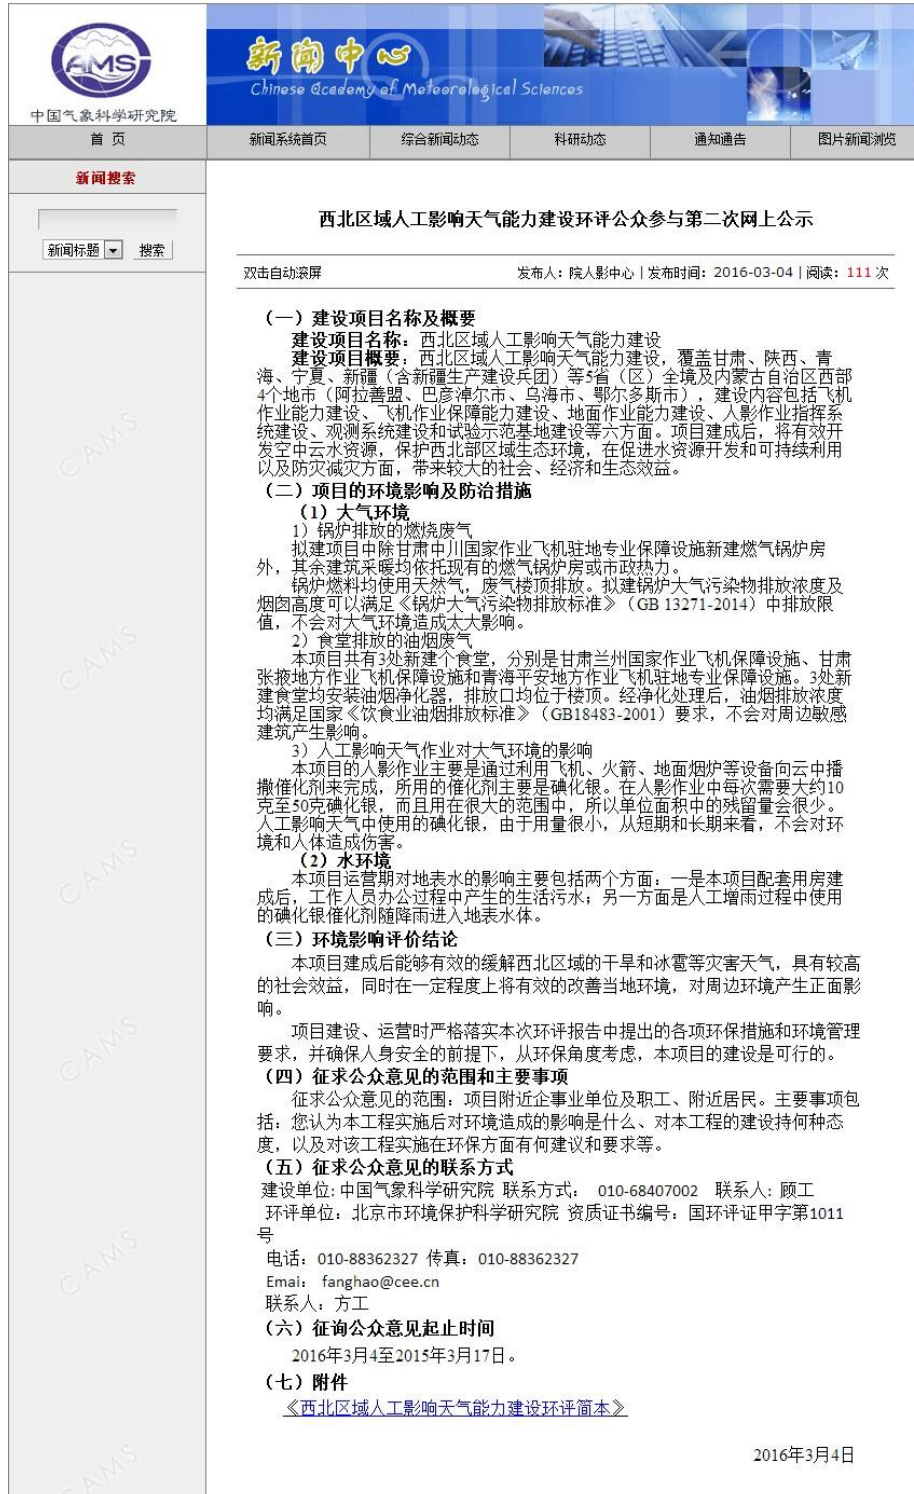 CAMS
中国气象科学研究院
新闻中心
Chinese Academy of Meteorological Sciences
首 页
新闻系统首页
综合新闻动态
科研动态
通知通告
图片新闻浏览
新闻搜索
新闻标题
搜索
西北区域人工影响天气能力建设环评公众参与第二次网上公示
双击自动滚屏
发布人：院人影中心 | 发布时间：2016-03-04 | 阅读：111 次
（一）建设项目名称及概要
建设项目名称：西北区域人工影响天气能力建设
建设项目概要：西北区域人工影响天气能力建设，覆盖甘肃、陕西、青
海、宁夏、新疆（含新疆生产建设兵团）等5省（区）全境及内蒙古自治区西部
4个地市（阿拉善盟、巴彦淖尔市、乌海市、鄂尔多斯市），建设内容包括飞机
作业能力建设、飞机作业保障能力建设、地面作业能力建设、人影作业指挥系
统建设、观测系统建设和试验示范基地建设等六方面。项目建成后，将有效开
发空中云水资源，保护西北部区域生态环境，在促进水资源开发和可持续利用
以及防灾减灾方面，带来较大的社会、经济和生态效益。
（二）项目的环境影响及防治措施
（1）大气环境
1）锅炉排放的燃烧废气
拟建项目中除甘肃中川国家作业飞机驻地专业保障设施新建燃气锅炉房
外，其余建筑采暖均依托现有的燃气锅炉房或市政热力。
锅炉燃料均使用天然气，废气楼顶排放。拟建锅炉大气污染物排放浓度及
烟囱高度可以满足《锅炉大气污染物排放标准》（GB 13271-2014）中排放限
值，不会对大气环境造成太大影响。
2）食堂排放的油烟废气
本项目共有3处新建个食堂，分别是甘肃兰州国家作业飞机保障设施、甘肃
张掖地方作业飞机保障设施和青海平安地方作业飞机驻地专业保障设施。3处新
建食堂均安装油烟净化器，排放口均位于楼顶。经净化处理后，油烟排放浓度
均满足国家《饮食业油烟排放标准》（GB18483-2001）要求，不会对周边敏感
建筑产生影响。
3）人工影响天气作业对大气环境的影响
本项目的人影作业主要是通过利用飞机、火箭、地面烟炉等设备向云中播
撒催化剂来完成，所用的催化剂主要是碘化银。在人影作业中每次需要大约10
克至50克碘化银，而且用在很大的范围中，所以单位面积中的残留量会很少。
人工影响天气中使用的碘化银，由于用量很小，从短期和长期来看，不会对环
境和人体造成伤害。
（2）水环境
本项目运营期对地表水的影响主要包括两个方面：一是本项目配套用房建
成后，工作人员办公过程中产生的生活污水；另一方面是人工增雨过程中使用
的碘化银催化剂随降雨进入地表水体。
（三）环境影响评价结论
本项目建成后能够有效的缓解西北区域的干旱和冰雹等灾害天气，具有较高
的社会效益，同时在一定程度上将有效的改善当地环境，对周边环境产生正面影
响。
项目建设、运营时严格落实本次环评报告中提出的各项环保措施和环境管理
要求，并确保人身安全的前提下，从环保角度考虑，本项目的建设是可行的。
（四）征求公众意见的范围和主要事项
征求公众意见的范围：项目附近企事业单位及职工、附近居民。主要事项包
括：您认为本工程实施后对环境造成的影响是什么、对本工程的建设持何种态
度，以及对该工程实施在环保方面有何建议和要求等。
（五）征求公众意见的联系方式
建设单位: 中国气象科学研究院 联系方式： 010-68407002 联系人: 顾工
环评单位：北京市环境保护科学研究院 资质证书编号：国环评证甲字第1011
号
电话：010-88362327 传真：010-88362327
Emai： fanghao@cee.cn
联系人：方工
（六）征询公众意见起止时间
2016年3月4至2015年3月17日。
（七）附件
《西北区域人工影响天气能力建设环评简本》
2016年3月4日
CAMS
CAMS
CAMS
CAMS
CAMS
CAMS